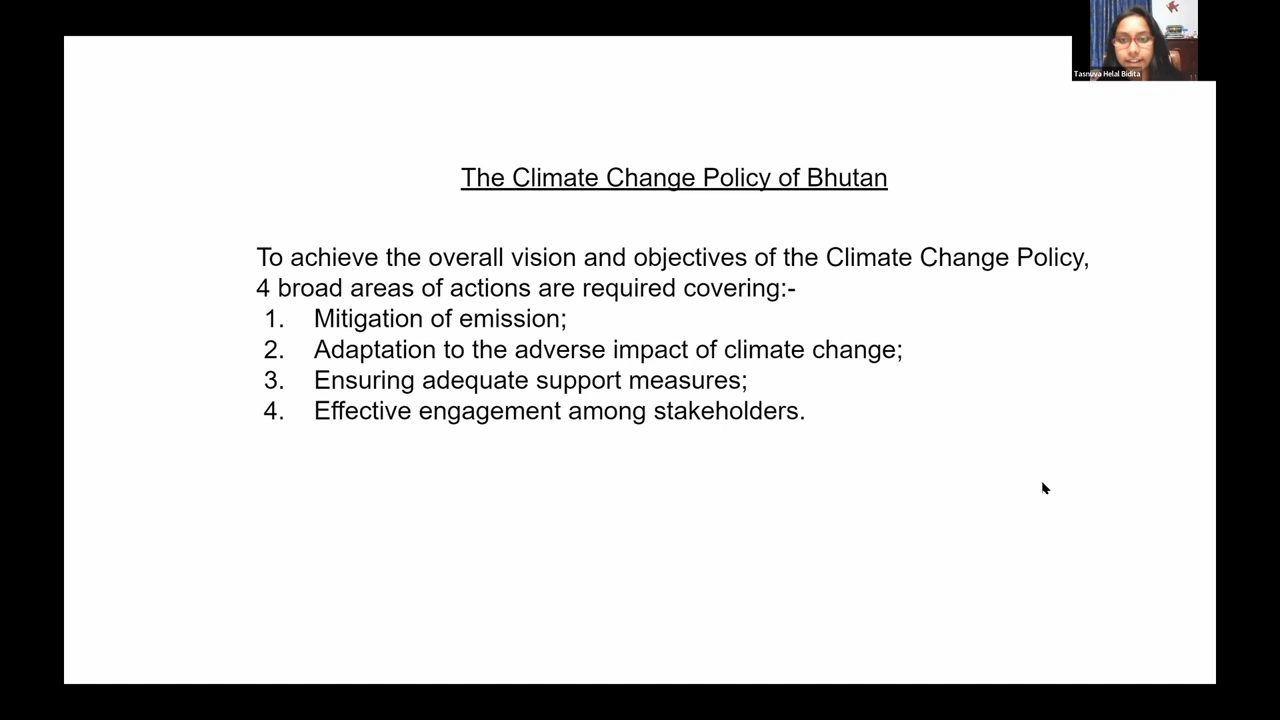 Tasnuva Helal Bidita
The Climate Change Policy of Bhutan
To achieve the overall vision and objectives of the Climate Change Policy,
4 broad areas of actions are required covering:-
1. Mitigation of emission;
2. Adaptation to the adverse impact of climate change;
3. Ensuring adequate support measures;
4. Effective engagement among stakeholders.